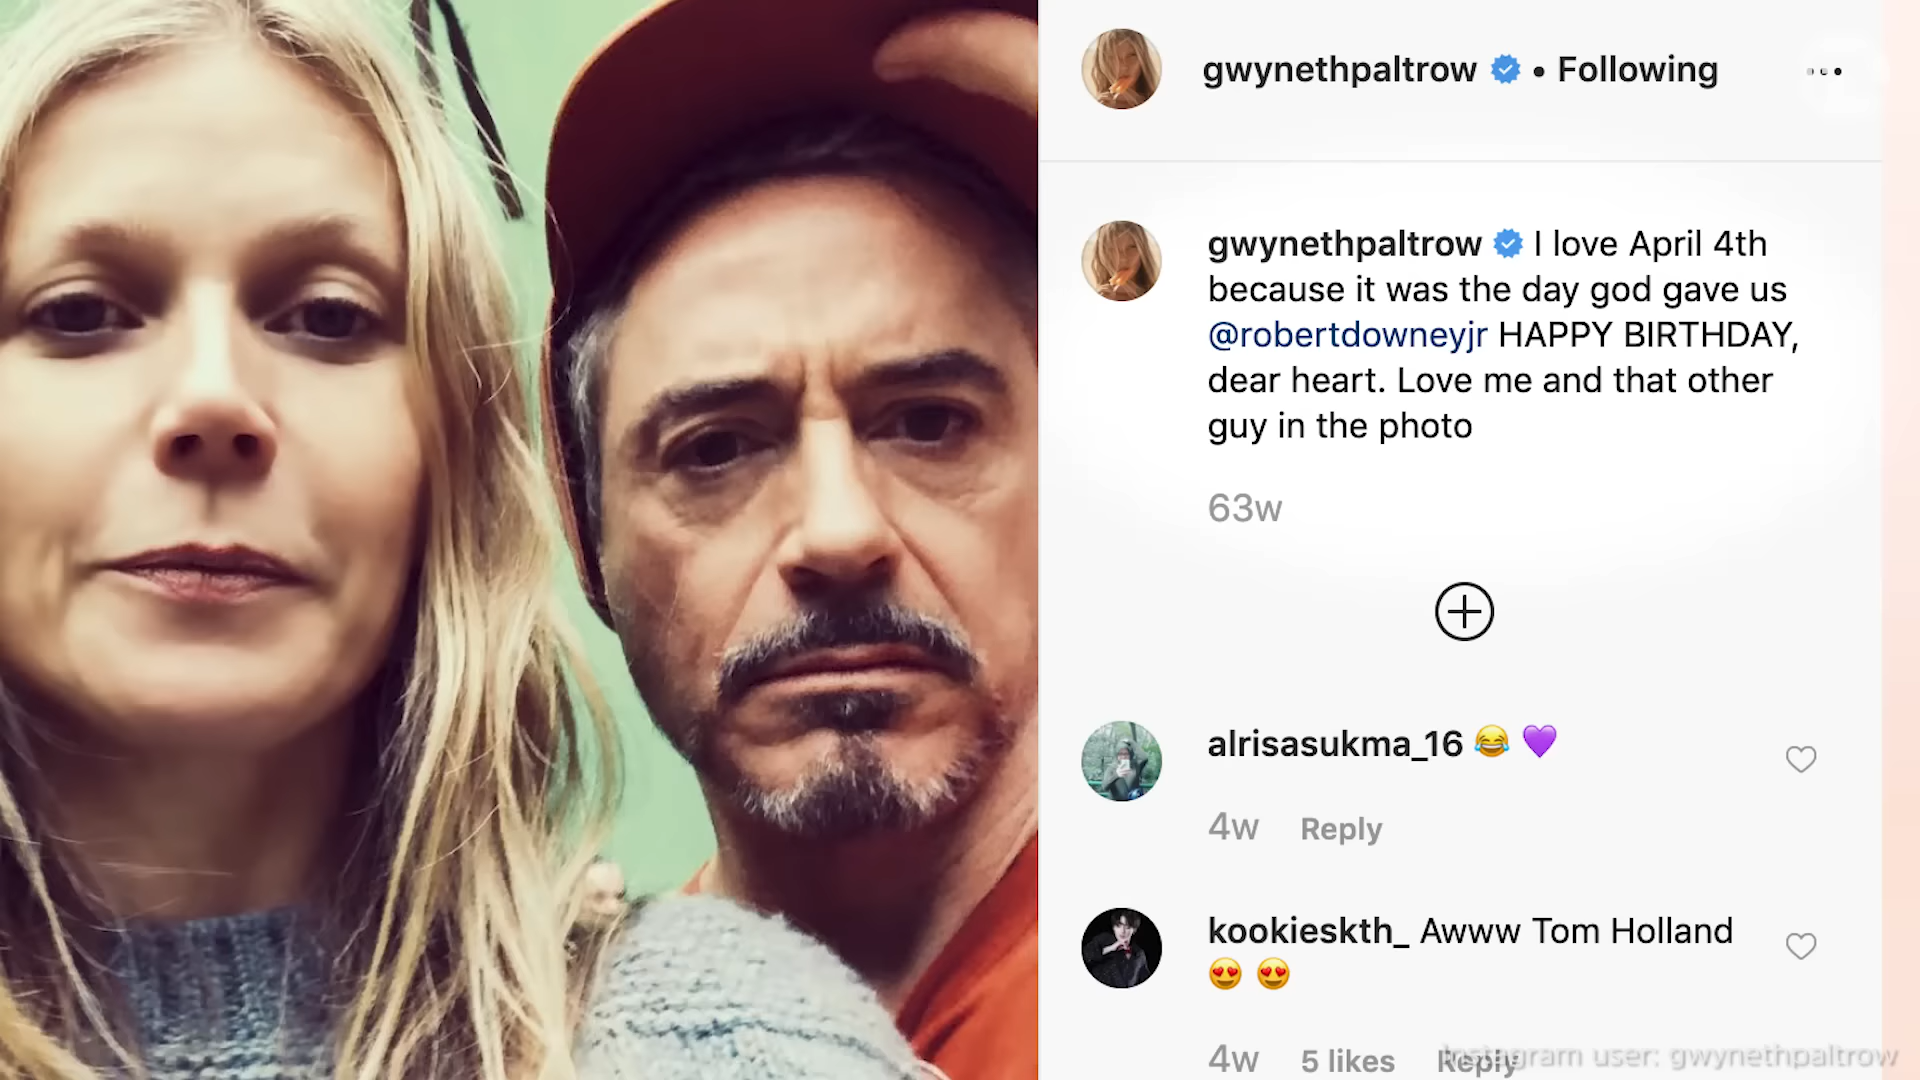 gwynethpaltrow • Following
gwynethpaltrow I love April 4th
because it was the day god gave us
@robertdowneyjr HAPPY BIRTHDAY,
dear heart. Love me and that other
guy in the photo
63w
alrisasukma_16 😂 💜
4w Reply
kookieskth_ Awww Tom Holland
😍 😍
4w 5 likes Reply
Instagram user: gwynethpaltrow